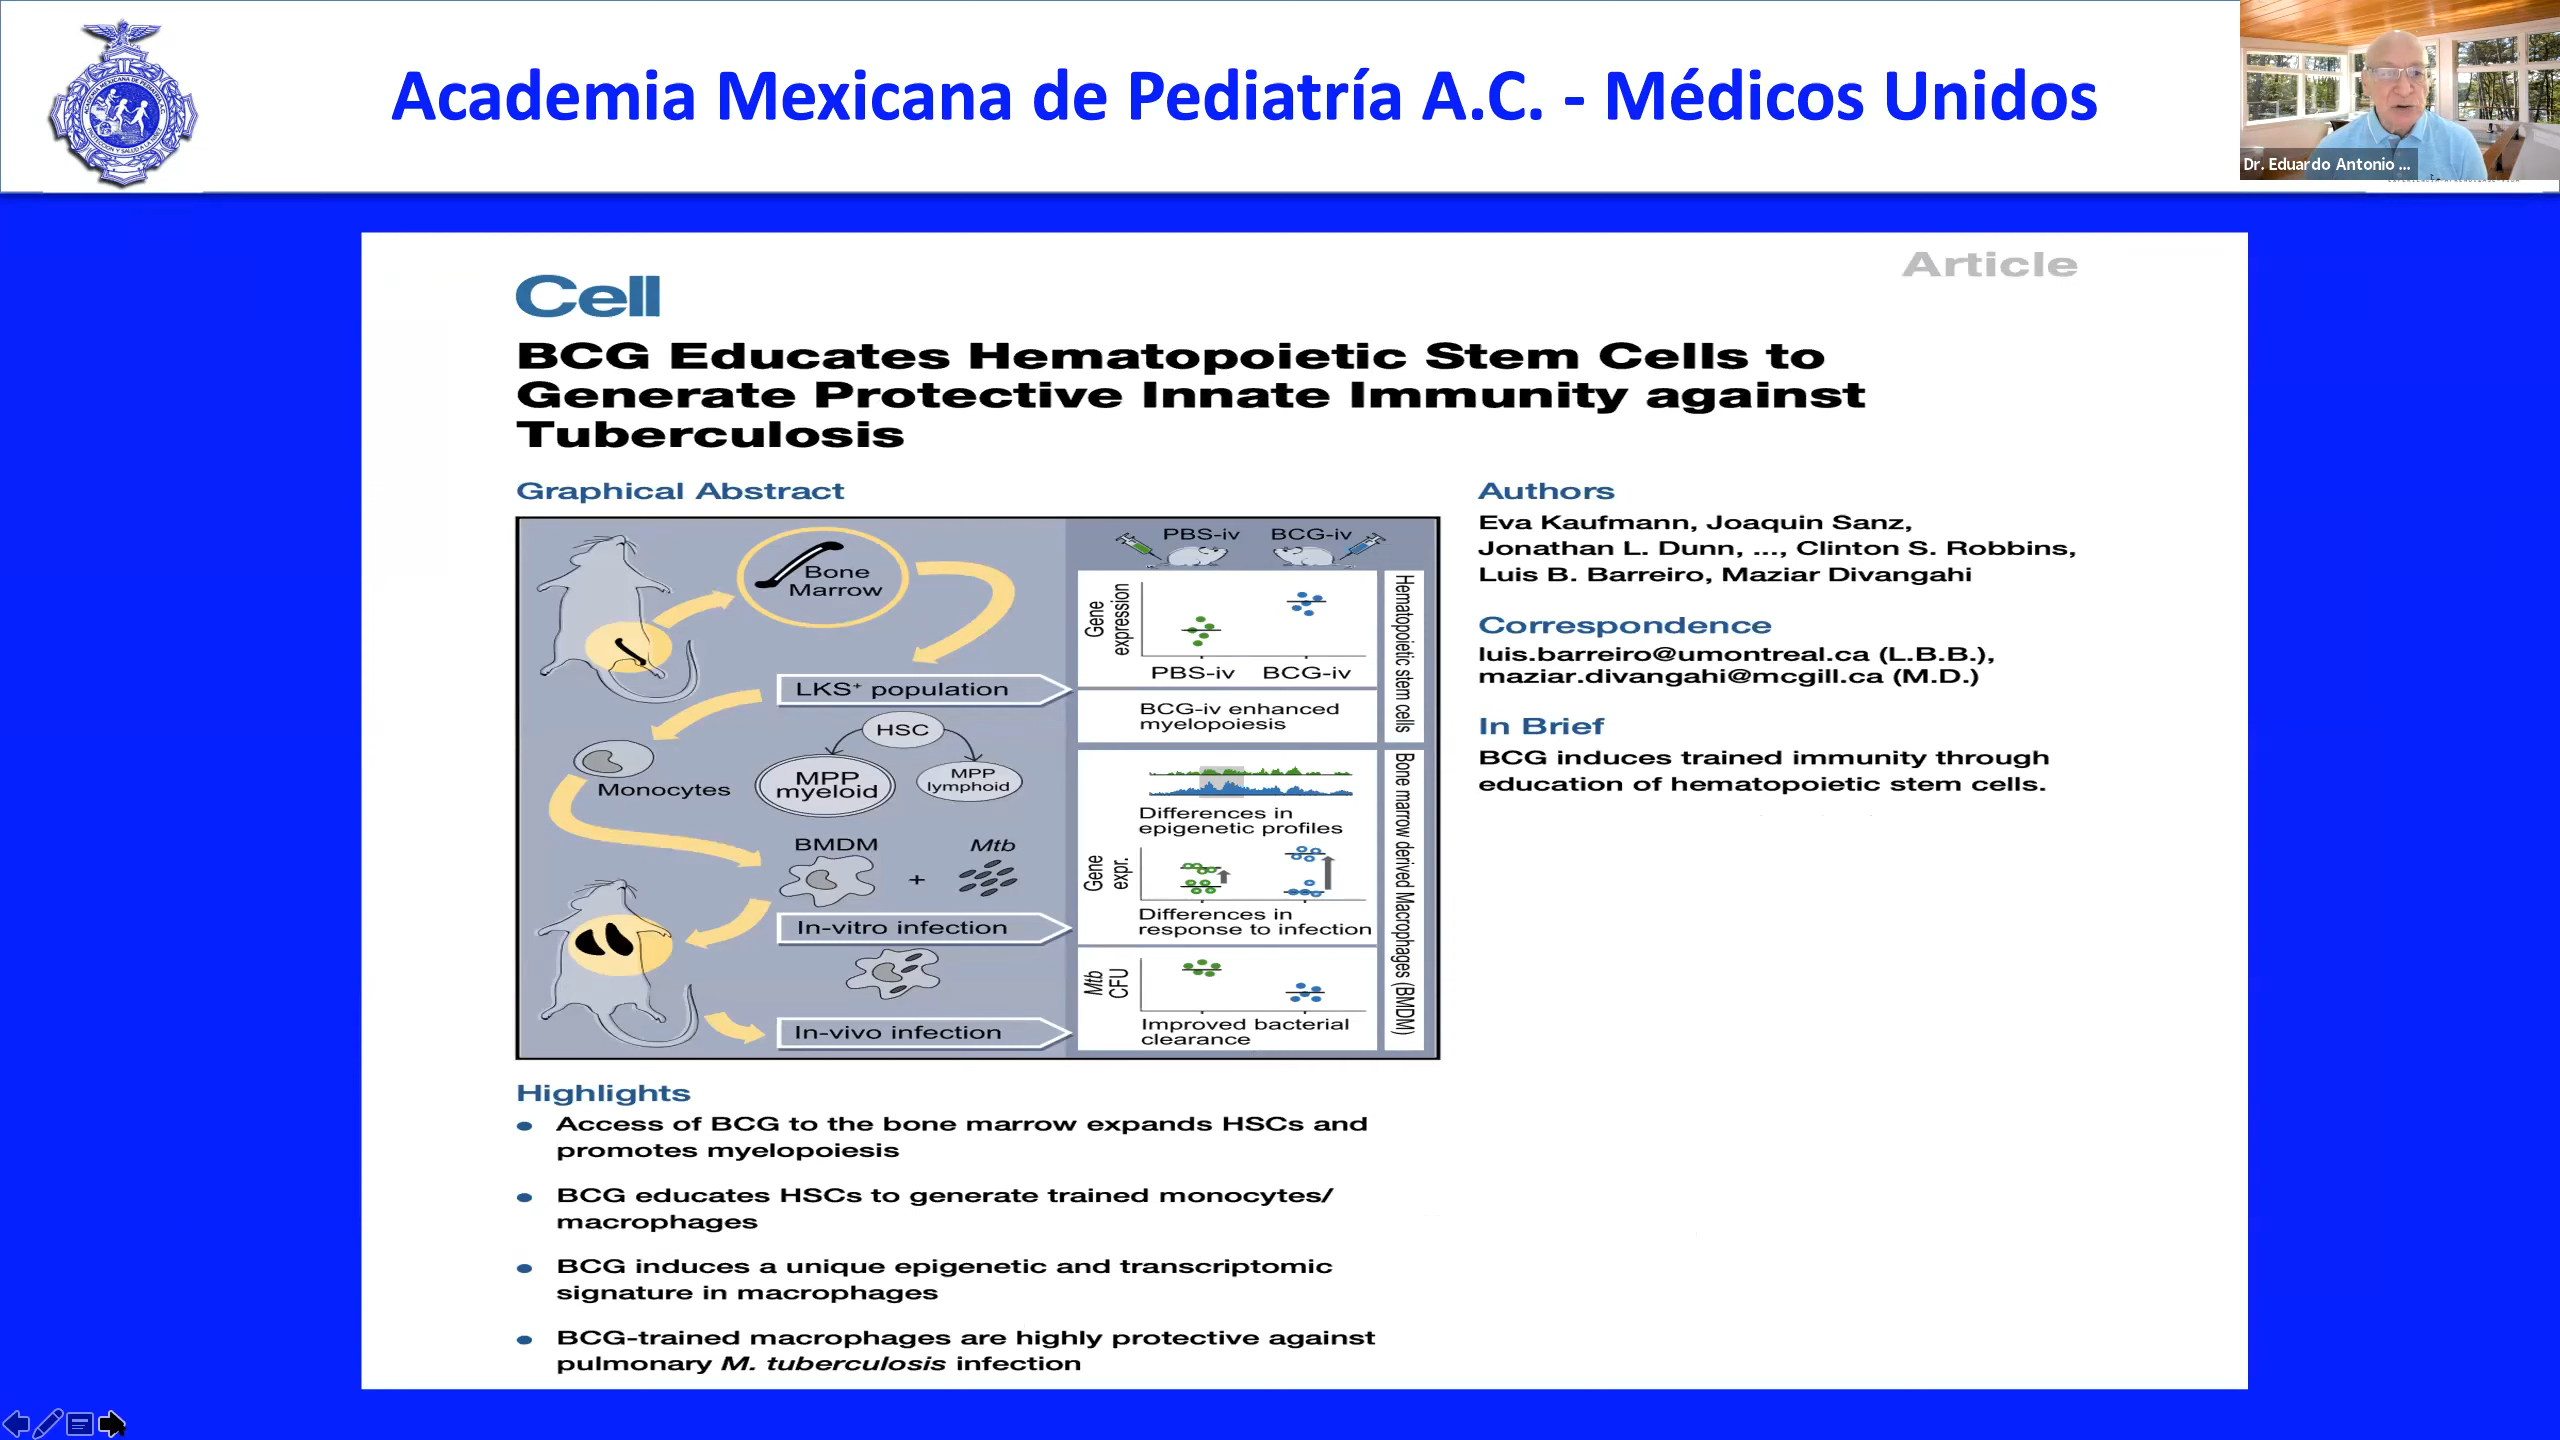 Academia Mexicana de Pediatría A.C. - Médicos Unidos
Dr. Eduardo Antonio ...
Article
Cell
BCG Educates Hematopoietic Stem Cells to
Generate Protective Innate Immunity against
Tuberculosis
Graphical Abstract
Bone
Marrow
LKS⁺ population
HSC
MPP
myeloid
MPP
lymphoid
Monocytes
BMDM
+
Mtb
In-vitro infection
In-vivo infection
PBS-iv
BCG-iv
Gene
expression
PBS-iv
BCG-iv
BCG-iv enhanced
myelopoiesis
Hematopoietic stem cells
Differences in
epigenetic profiles
Gene
expr.
Differences in
response to infection
Mtb
CFU
Improved bacterial
clearance
Bone marrow derived Macrophages (BMDM)
Authors
Eva Kaufmann, Joaquin Sanz,
Jonathan L. Dunn, ..., Clinton S. Robbins,
Luis B. Barreiro, Maziar Divangahi
Correspondence
luis.barreiro@umontreal.ca (L.B.B.),
maziar.divangahi@mcgill.ca (M.D.)
In Brief
BCG induces trained immunity through
education of hematopoietic stem cells.
Highlights
Access of BCG to the bone marrow expands HSCs and
promotes myelopoiesis
BCG educates HSCs to generate trained monocytes/
macrophages
BCG induces a unique epigenetic and transcriptomic
signature in macrophages
BCG-trained macrophages are highly protective against
pulmonary M. tuberculosis infection